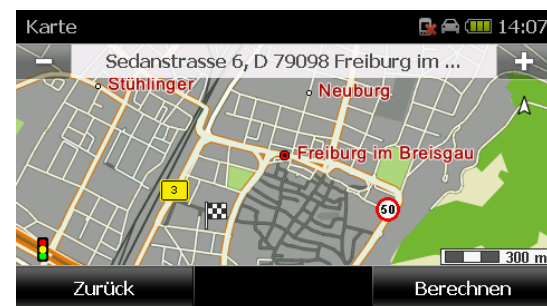 Karte 14:07
Sedanstrasse 6, D 79098 Freiburg im ...
Stühlinger
Neuburg
Freiburg im Breisgau
3
50
300 m
Zurück Berechnen